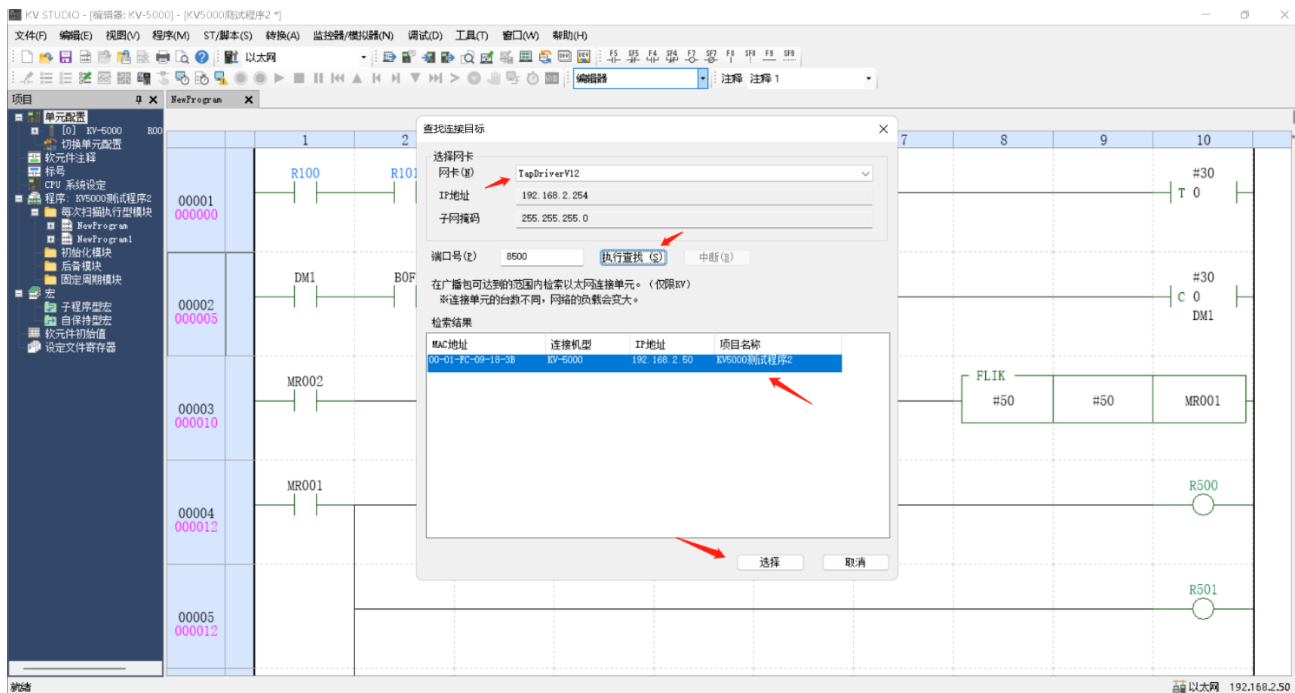 KV STUDIO - [编辑器: KV-5000] - [KV5000测试程序2 *]
文件(F) 编辑(E) 视图(V) 程序(M) ST/脚本(S) 转换(A) 监控器/模拟器(N) 调试(D) 工具(T) 窗口(W) 帮助(H)
以太网
F5 SF5 F4 SF4 F7 SF7 F8 SF8 F9 SF9
编辑器 注释 注释 1
项目
NewProgram
单元配置
[0] KV-5000 R00
切换单元配置
软元件注释
标号
CPU 系统设定
程序: KV5000测试程序2
每次扫描执行型模块
NewProgram
NewProgram1
初始化模块
后备模块
固定周期模块
宏
子程序型宏
自保持型宏
软元件初始值
设定文件寄存器
1 2 7 8 9 10
00001
000000
R100 R101
#30
T 0
00002
000005
DM1 B0F
#30
C 0
DM1
00003
000010
MR002
FLIK
#50 #50 MR001
00004
000012
MR001
R500
00005
000012
R501
查找连接目标
选择网卡
网卡(N) TapDriverV12
IP地址 192.168.2.254
子网掩码 255.255.255.0
端口号(P) 8500 执行查找 (S) 中断(B)
在广播包可达到的范围内检索以太网连接单元。(仅限KV)
※连接单元的台数不同，网络的负载会变大。
检索结果
MAC地址 连接机型 IP地址 项目名称
00-01-FC-09-18-3B KV-5000 192.168.2.50 KV5000测试程序2
选择 取消
就绪
以太网 192.168.2.50